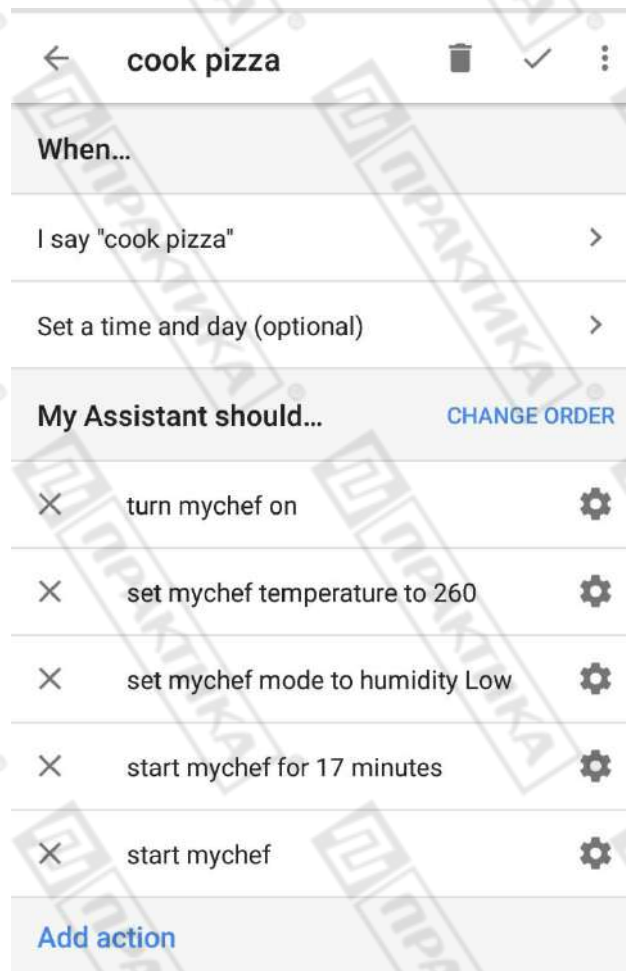 cook pizza
When...
I say "cook pizza"
Set a time and day (optional)
My Assistant should...
CHANGE ORDER
turn mychef on
set mychef temperature to 260
set mychef mode to humidity Low
start mychef for 17 minutes
start mychef
Add action
ПРАКТИКА